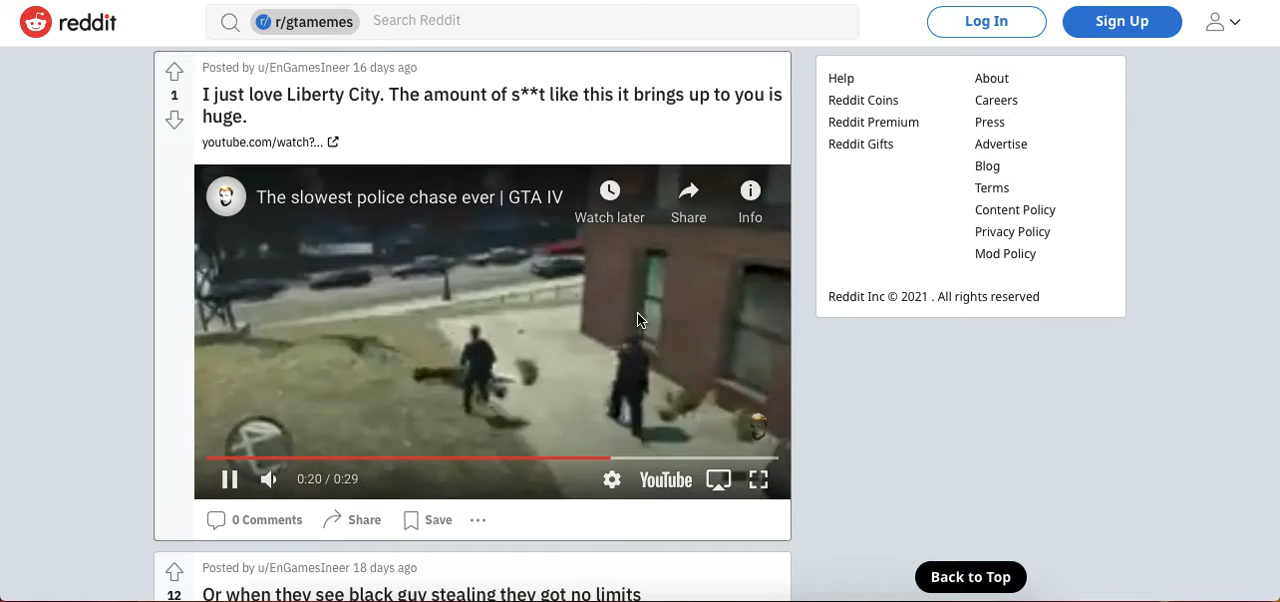 reddit
r/gtamemes
Search Reddit
Log In
Sign Up
Posted by u/EnGamesIneer 16 days ago
1
I just love Liberty City. The amount of s**t like this it brings up to you is
huge.
youtube.com/watch?...
The slowest police chase ever | GTA IV
Watch later
Share
Info
0:20 / 0:29
YouTube
0 Comments
Share
Save
Posted by u/EnGamesIneer 18 days ago
12
Or when they see black guy stealing they got no limits
Help
About
Reddit Coins
Careers
Reddit Premium
Press
Reddit Gifts
Advertise
Blog
Terms
Content Policy
Privacy Policy
Mod Policy
Reddit Inc © 2021 . All rights reserved
Back to Top